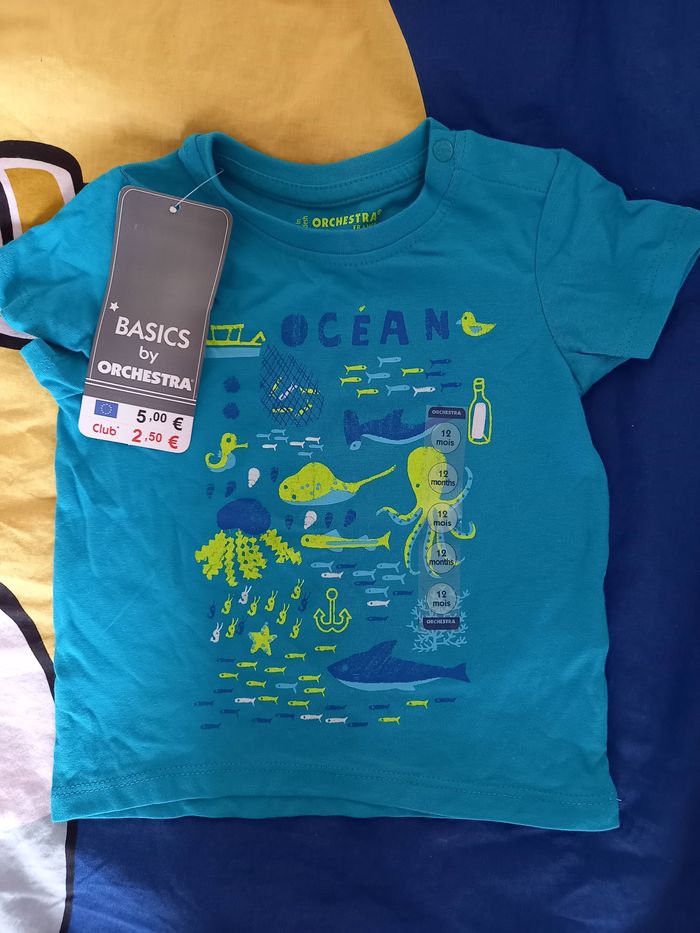 ORCHESTRA®
BASICS
by
ORCHESTRA®
5,00 €
Club* 2,50 €
OCÉAN
ORCHESTRA
12
mois
12
months
12
mois
12
months
12
mois
ORCHESTRA